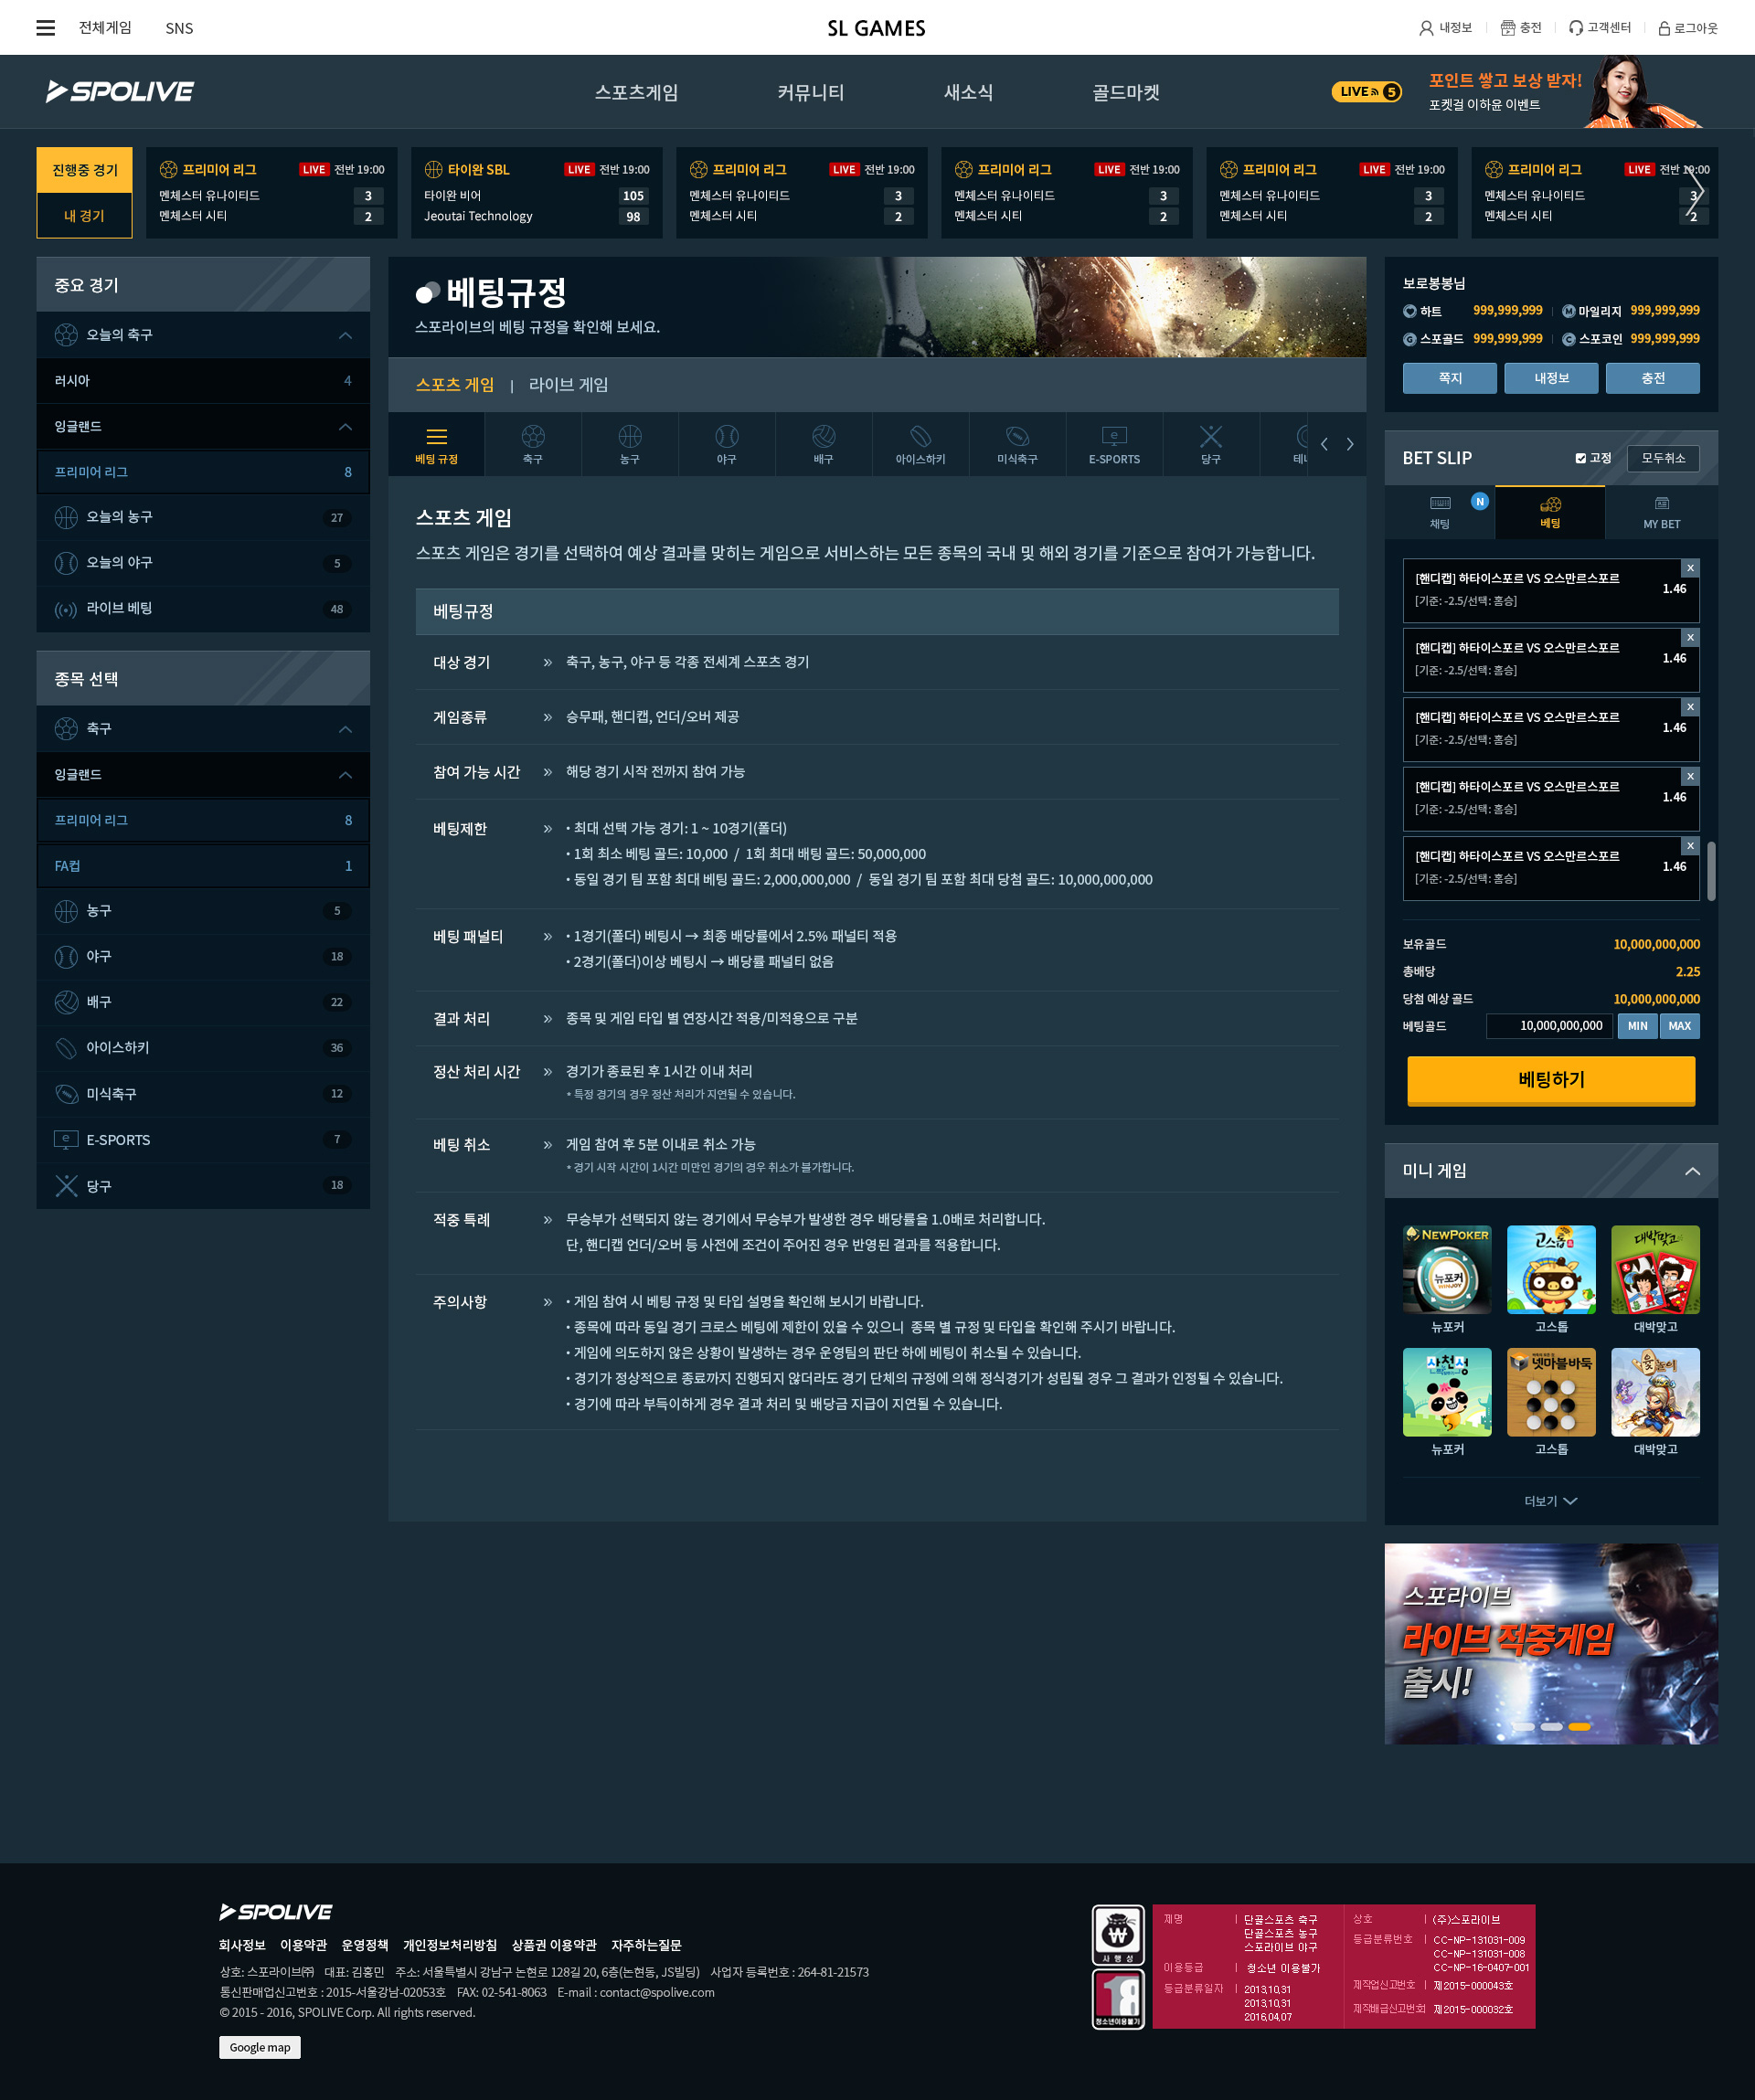 전체게임 SNS SL GAMES 내정보 충전 고객센터 로그아웃
SPOLIVE 스포츠게임 커뮤니티 새소식 골드마켓 LIVE 5 포인트 쌓고 보상 받자!
포켓걸 이하윤 이벤트
진행중 경기
내 경기
프리미어 리그 LIVE 전반 19:00
멘체스터 유나이티드 3
멘체스터 시티 2
타이완 SBL LIVE 전반 19:00
타이완 비어 105
Jeoutai Technology 98
프리미어 리그 LIVE 전반 19:00
멘체스터 유나이티드 3
멘체스터 시티 2
프리미어 리그 LIVE 전반 19:00
멘체스터 유나이티드 3
멘체스터 시티 2
프리미어 리그 LIVE 전반 19:00
멘체스터 유나이티드 3
멘체스터 시티 2
프리미어 리그 LIVE 전반 19:00
멘체스터 유나이티드 3
멘체스터 시티 2
중요 경기
오늘의 축구
러시아 4
잉글랜드
프리미어 리그 8
오늘의 농구 27
오늘의 야구 5
라이브 베팅 48
종목 선택
축구
잉글랜드
프리미어 리그 8
FA컵 1
농구 5
야구 18
배구 22
아이스하키 36
미식축구 12
E-SPORTS 7
당구 18
베팅규정
스포라이브의 베팅 규정을 확인해 보세요.
스포츠 게임 | 라이브 게임
베팅 규정 축구 농구 야구 배구 아이스하키 미식축구 E-SPORTS 당구
스포츠 게임
스포츠 게임은 경기를 선택하여 예상 결과를 맞히는 게임으로 서비스하는 모든 종목의 국내 및 해외 경기를 기준으로 참여가 가능합니다.
베팅규정
대상 경기 » 축구, 농구, 야구 등 각종 전세계 스포츠 경기
게임종류 » 승무패, 핸디캡, 언더/오버 제공
참여 가능 시간 » 해당 경기 시작 전까지 참여 가능
베팅제한 » • 최대 선택 가능 경기: 1 ~ 10경기(폴더)
• 1회 최소 베팅 골드: 10,000 / 1회 최대 배팅 골드: 50,000,000
• 동일 경기 팀 포함 최대 베팅 골드: 2,000,000,000 / 동일 경기 팀 포함 최대 당첨 골드: 10,000,000,000
베팅 패널티 » • 1경기(폴더) 베팅시 → 최종 배당률에서 2.5% 패널티 적용
• 2경기(폴더)이상 베팅시 → 배당률 패널티 없음
결과 처리 » 종목 및 게임 타입 별 연장시간 적용/미적용으로 구분
정산 처리 시간 » 경기가 종료된 후 1시간 이내 처리
* 특정 경기의 경우 정산 처리가 지연될 수 있습니다.
베팅 취소 » 게임 참여 후 5분 이내로 취소 가능
* 경기 시작 시간이 1시간 미만인 경기의 경우 취소가 불가합니다.
적중 특례 » 무승부가 선택되지 않는 경기에서 무승부가 발생한 경우 배당률을 1.0배로 처리합니다.
단, 핸디캡 언더/오버 등 사전에 조건이 주어진 경우 반영된 결과를 적용합니다.
주의사항 » • 게임 참여 시 베팅 규정 및 타입 설명을 확인해 보시기 바랍니다.
• 종목에 따라 동일 경기 크로스 베팅에 제한이 있을 수 있으니 종목 별 규정 및 타입을 확인해 주시기 바랍니다.
• 게임에 의도하지 않은 상황이 발생하는 경우 운영팀의 판단 하에 베팅이 취소될 수 있습니다.
• 경기가 정상적으로 종료까지 진행되지 않더라도 경기 단체의 규정에 의해 정식경기가 성립될 경우 그 결과가 인정될 수 있습니다.
• 경기에 따라 부득이하게 경우 결과 처리 및 배당금 지급이 지연될 수 있습니다.
보로봉봉님
하트 999,999,999 M 마일리지 999,999,999
G 스포골드 999,999,999 C 스포코인 999,999,999
쪽지 내정보 충전
BET SLIP 고정 모두취소
채팅 N 베팅 MY BET
[핸디캡] 하타이스포르 VS 오스만르스포르 x
1.46
[기준: -2.5/선택: 홈승]
[핸디캡] 하타이스포르 VS 오스만르스포르 x
1.46
[기준: -2.5/선택: 홈승]
[핸디캡] 하타이스포르 VS 오스만르스포르 x
1.46
[기준: -2.5/선택: 홈승]
[핸디캡] 하타이스포르 VS 오스만르스포르 x
1.46
[기준: -2.5/선택: 홈승]
[핸디캡] 하타이스포르 VS 오스만르스포르 x
1.46
[기준: -2.5/선택: 홈승]
보유골드 10,000,000,000
총배당 2.25
당첨 예상 골드 10,000,000,000
베팅골드 10,000,000,000 MIN MAX
베팅하기
미니 게임
NEWPOKER 뉴포커 고스톱 대박맞고
뉴포커 고스톱 대박맞고
사천성 넷마블바둑 윷놀이
뉴포커 고스톱 대박맞고
더보기
스포라이브
라이브 적중게임
출시!
SPOLIVE
회사정보 이용약관 운영정책 개인정보처리방침 상품권 이용약관 자주하는질문
상호: 스포라이브㈜ 대표: 김홍민 주소: 서울특별시 강남구 논현로 128길 20, 6층(논현동, JS빌딩) 사업자 등록번호 : 264-81-21573
통신판매업신고번호 : 2015-서울강남-02053호 FAX: 02-541-8063 E-mail : contact@spolive.com
© 2015 - 2016, SPOLIVE Corp. All rights reserved.
Google map
사행성
18
청소년이용불가
제명 | 단골스포츠 축구
단골스포츠 농구
스포라이브 야구
이용등급 | 청소년 이용불가
등급분류일자 | 2013,10,31
2013,10,31
2016,04,07
상호 | (주)스포라이브
등급분류번호 | CC-NP-131031-009
CC-NP-131031-008
CC-NP-16-0407-001
제작업신고번호 | 제2015-000043호
제작배급신고번호 | 제2015-000032호